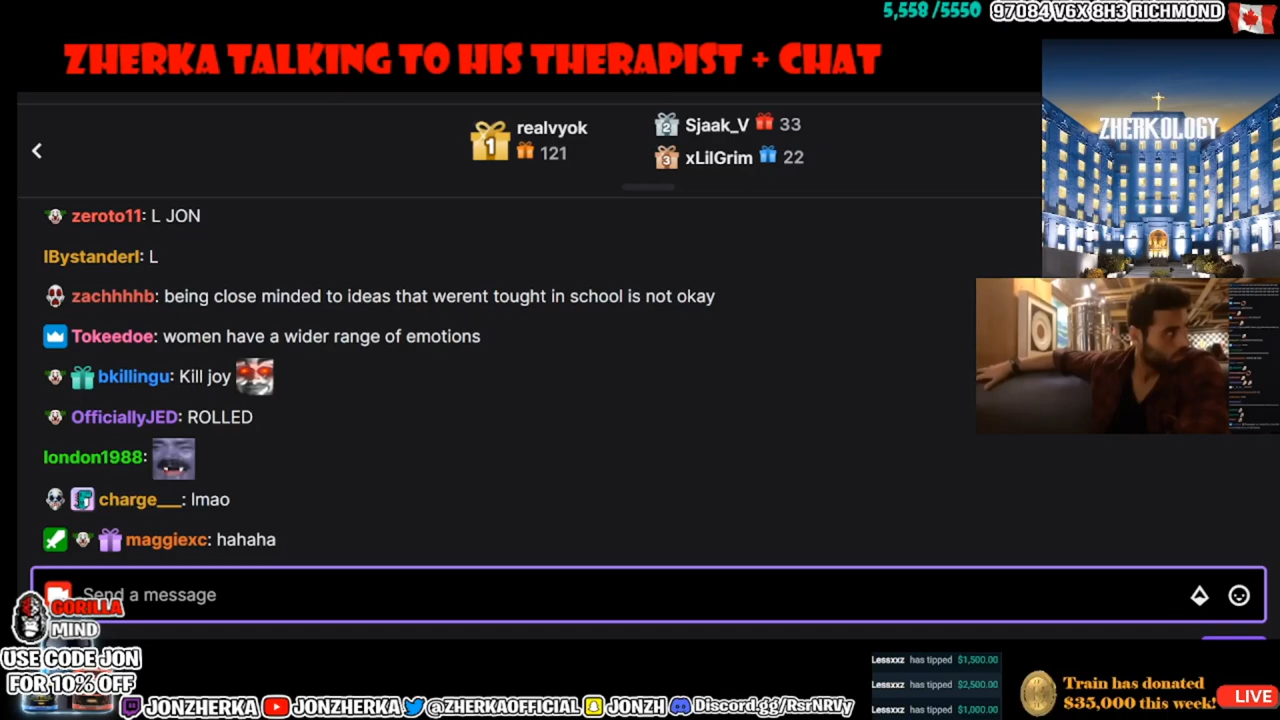 5,558 /5550
97084 V6X 8H3 RICHMOND
ZHERKA TALKING TO HIS THERAPIST + CHAT
ZHERKOLOGY
1 realvyok
121
2 Sjaak_V 33
3 xLilGrim 22
zeroto11: L JON
lBystanderl: L
zachhhhb: being close minded to ideas that werent tought in school is not okay
Tokeedoe: women have a wider range of emotions
bkillingu: Kill joy
OfficiallyJED: ROLLED
london1988:
charge___: lmao
maggiexc: hahaha
Send a message
GORILLA
MIND
USE CODE JON
FOR 10% OFF
JONZHERKA JONZHERKA @ZHERKAOFFICIAL JONZH Discord.gg/RsrNRVy
Lessxxz has tipped $1,500.00
Lessxxz has tipped $2,500.00
Lessxxz has tipped $1,000.00
Train has donated
$35,000 this week!
LIVE